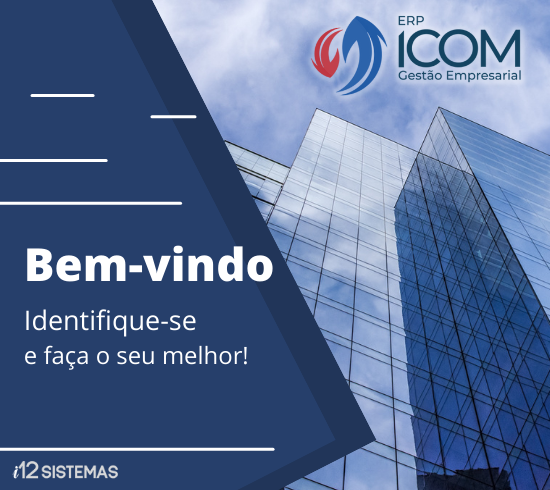 ERP
ICOM
Gestão Empresarial
Bem-vindo
Identifique-se
e faça o seu melhor!
i12 SISTEMAS